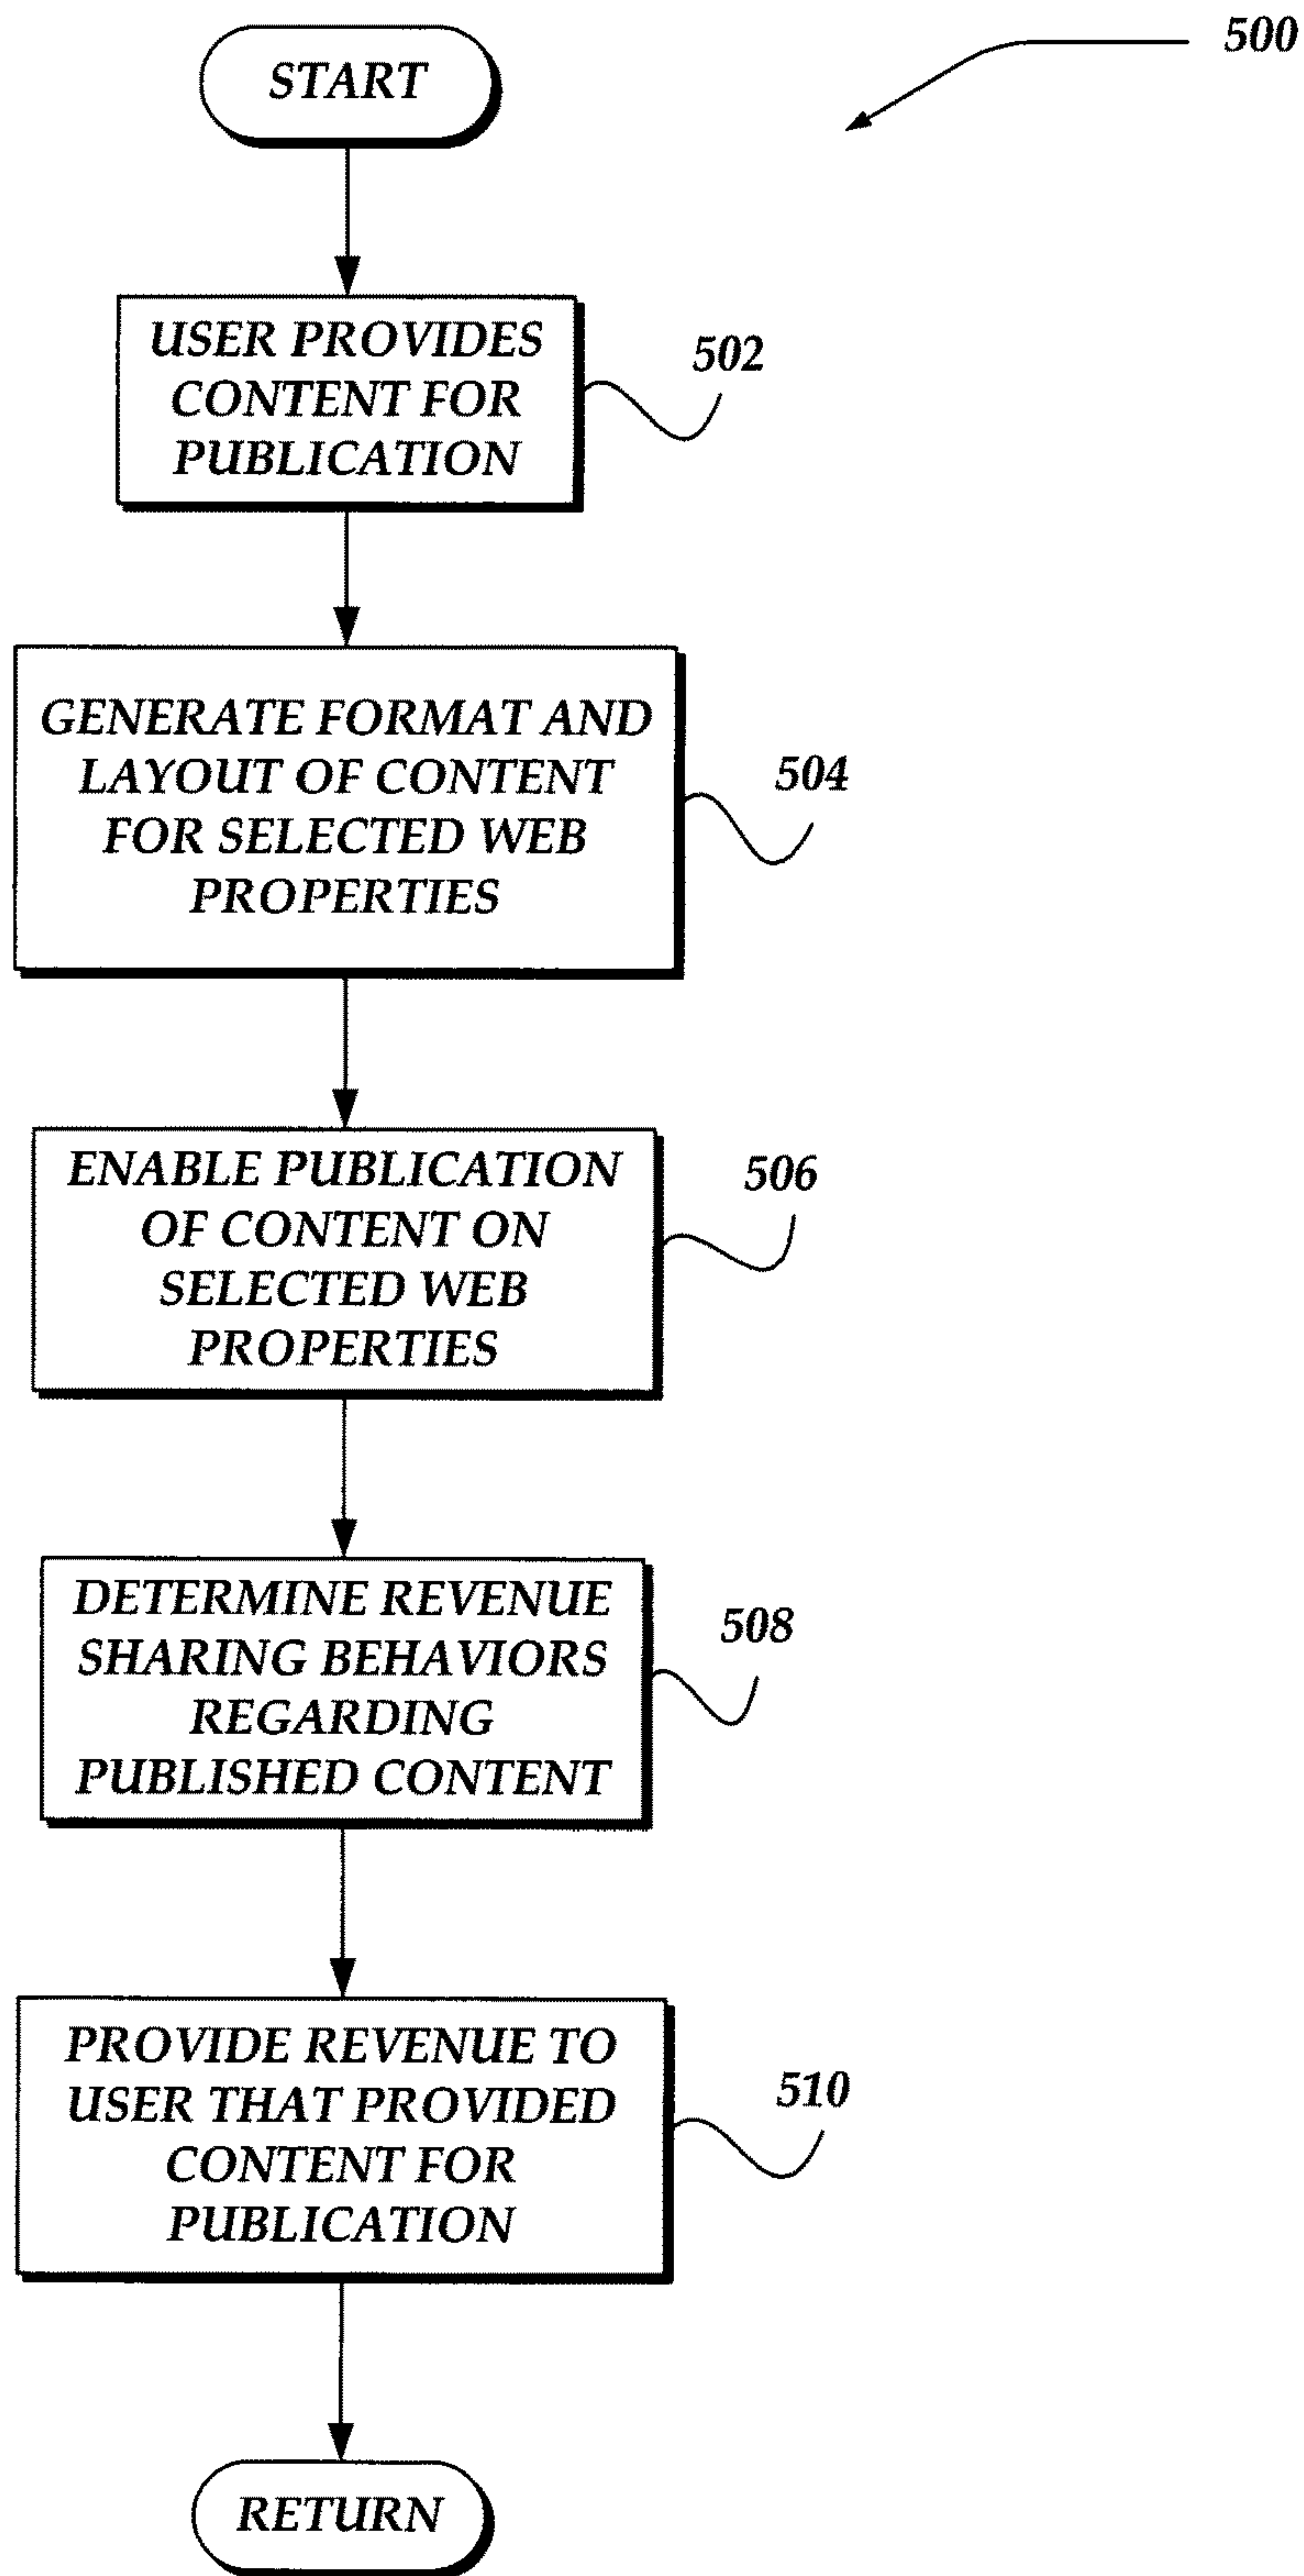 500
START
USER PROVIDES
CONTENT FOR
PUBLICATION
502
GENERATE FORMAT AND
LAYOUT OF CONTENT
FOR SELECTED WEB
PROPERTIES
504
ENABLE PUBLICATION
OF CONTENT ON
SELECTED WEB
PROPERTIES
506
DETERMINE REVENUE
SHARING BEHAVIORS
REGARDING
PUBLISHED CONTENT
508
PROVIDE REVENUE TO
USER THAT PROVIDED
CONTENT FOR
PUBLICATION
510
RETURN